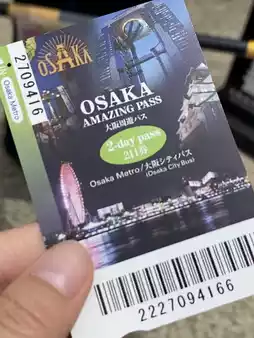 OSAKA
2709416
Osaka Metro
OSAKA
AMAZING PASS
大阪周遊パス
2-day pass
2日券
Osaka Metro/大阪シティバス
(Osaka City Bus)
2227094166